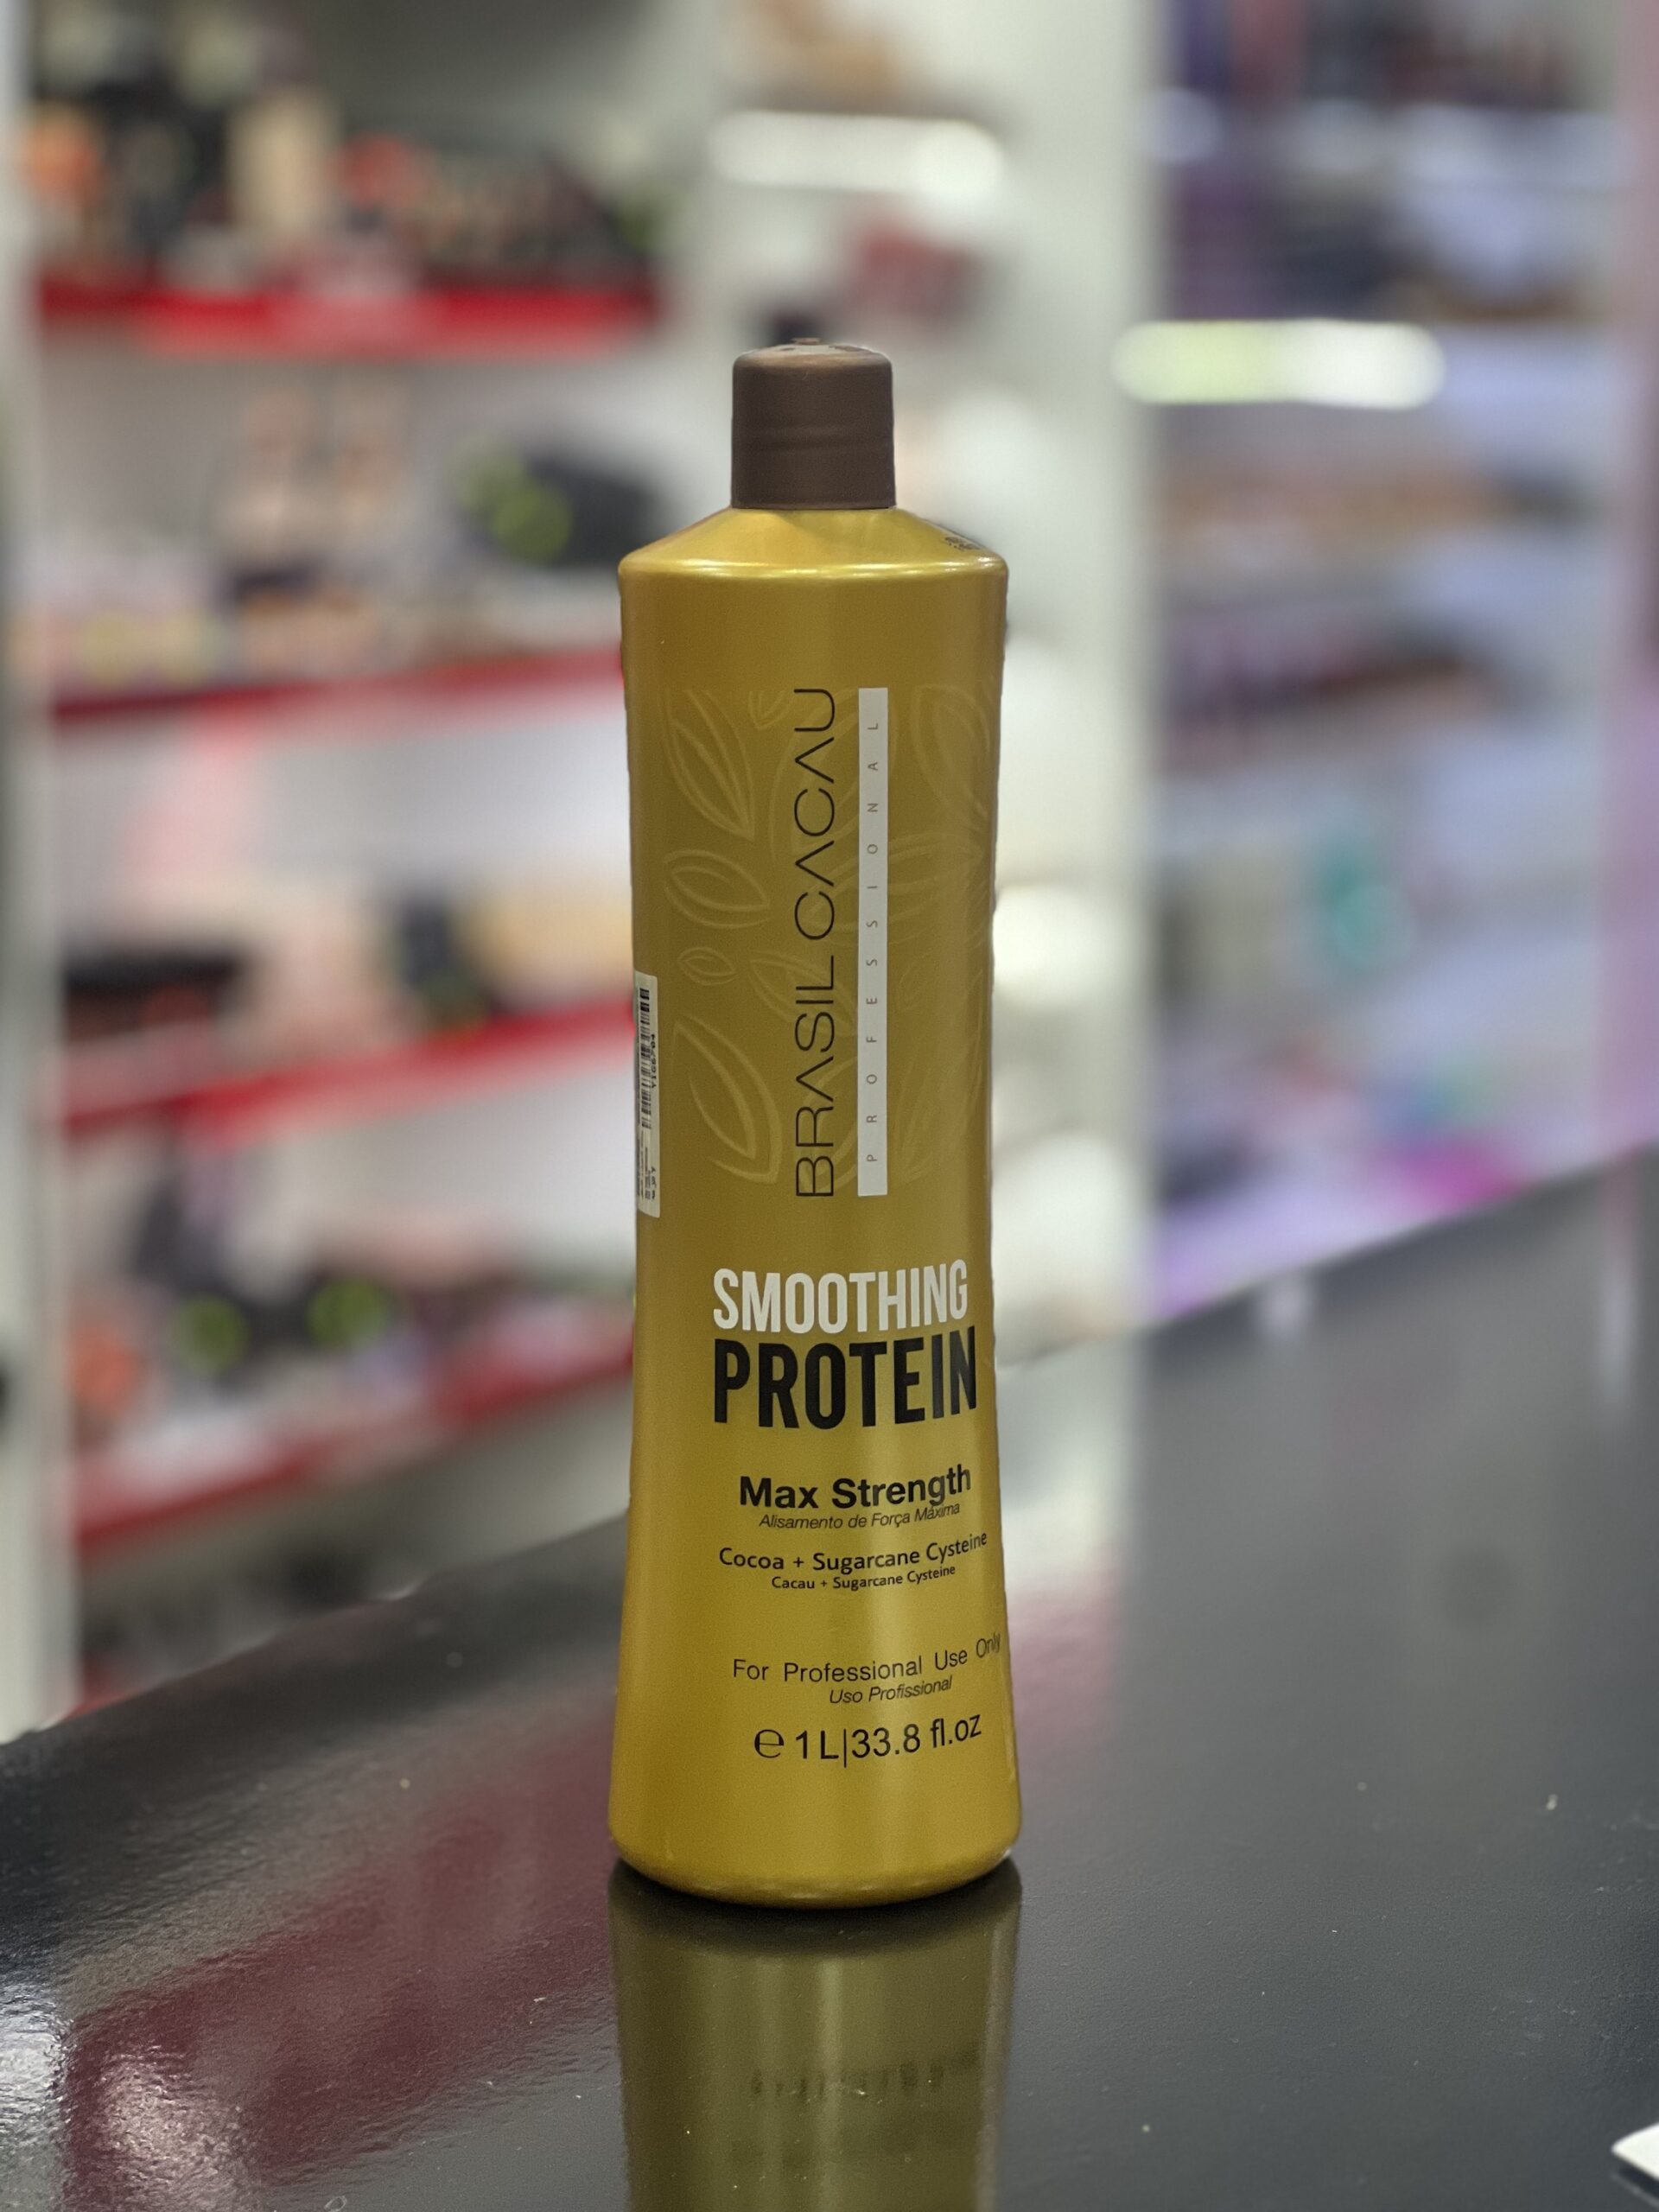 BRASIL CACAU
PROFESSIONAL
SMOOTHING
PROTEIN
Max Strength
Alisamento de Força Máxima
Cocoa + Sugarcane Cysteine
Cacau + Sugarcane Cysteine
For Professional Use Only
Uso Profissional
℮ 1 L|33.8 fl.oz